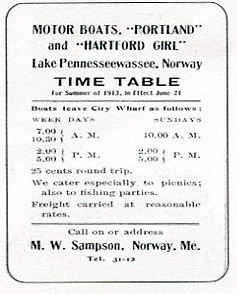 MOTOR BOATS, "PORTLAND"
and "HARTFORD GIRL"
Lake Pennesseewassee, Norway
TIME TABLE
For Summer of 1913, in Effect June 21
Boats leave City Wharf as follows:
WEEK DAYS SUNDAYS
7.00
10.30 } A. M. 10.00 A. M.
2.00
5.00 } P. M. 2.00
5.00 } P. M.
25 cents round trip.
We cater especially to picnics;
also to fishing parties.
Freight carried at reasonable
rates.
Call on or address
M. W. Sampson, Norway, Me.
Tel. 31-12